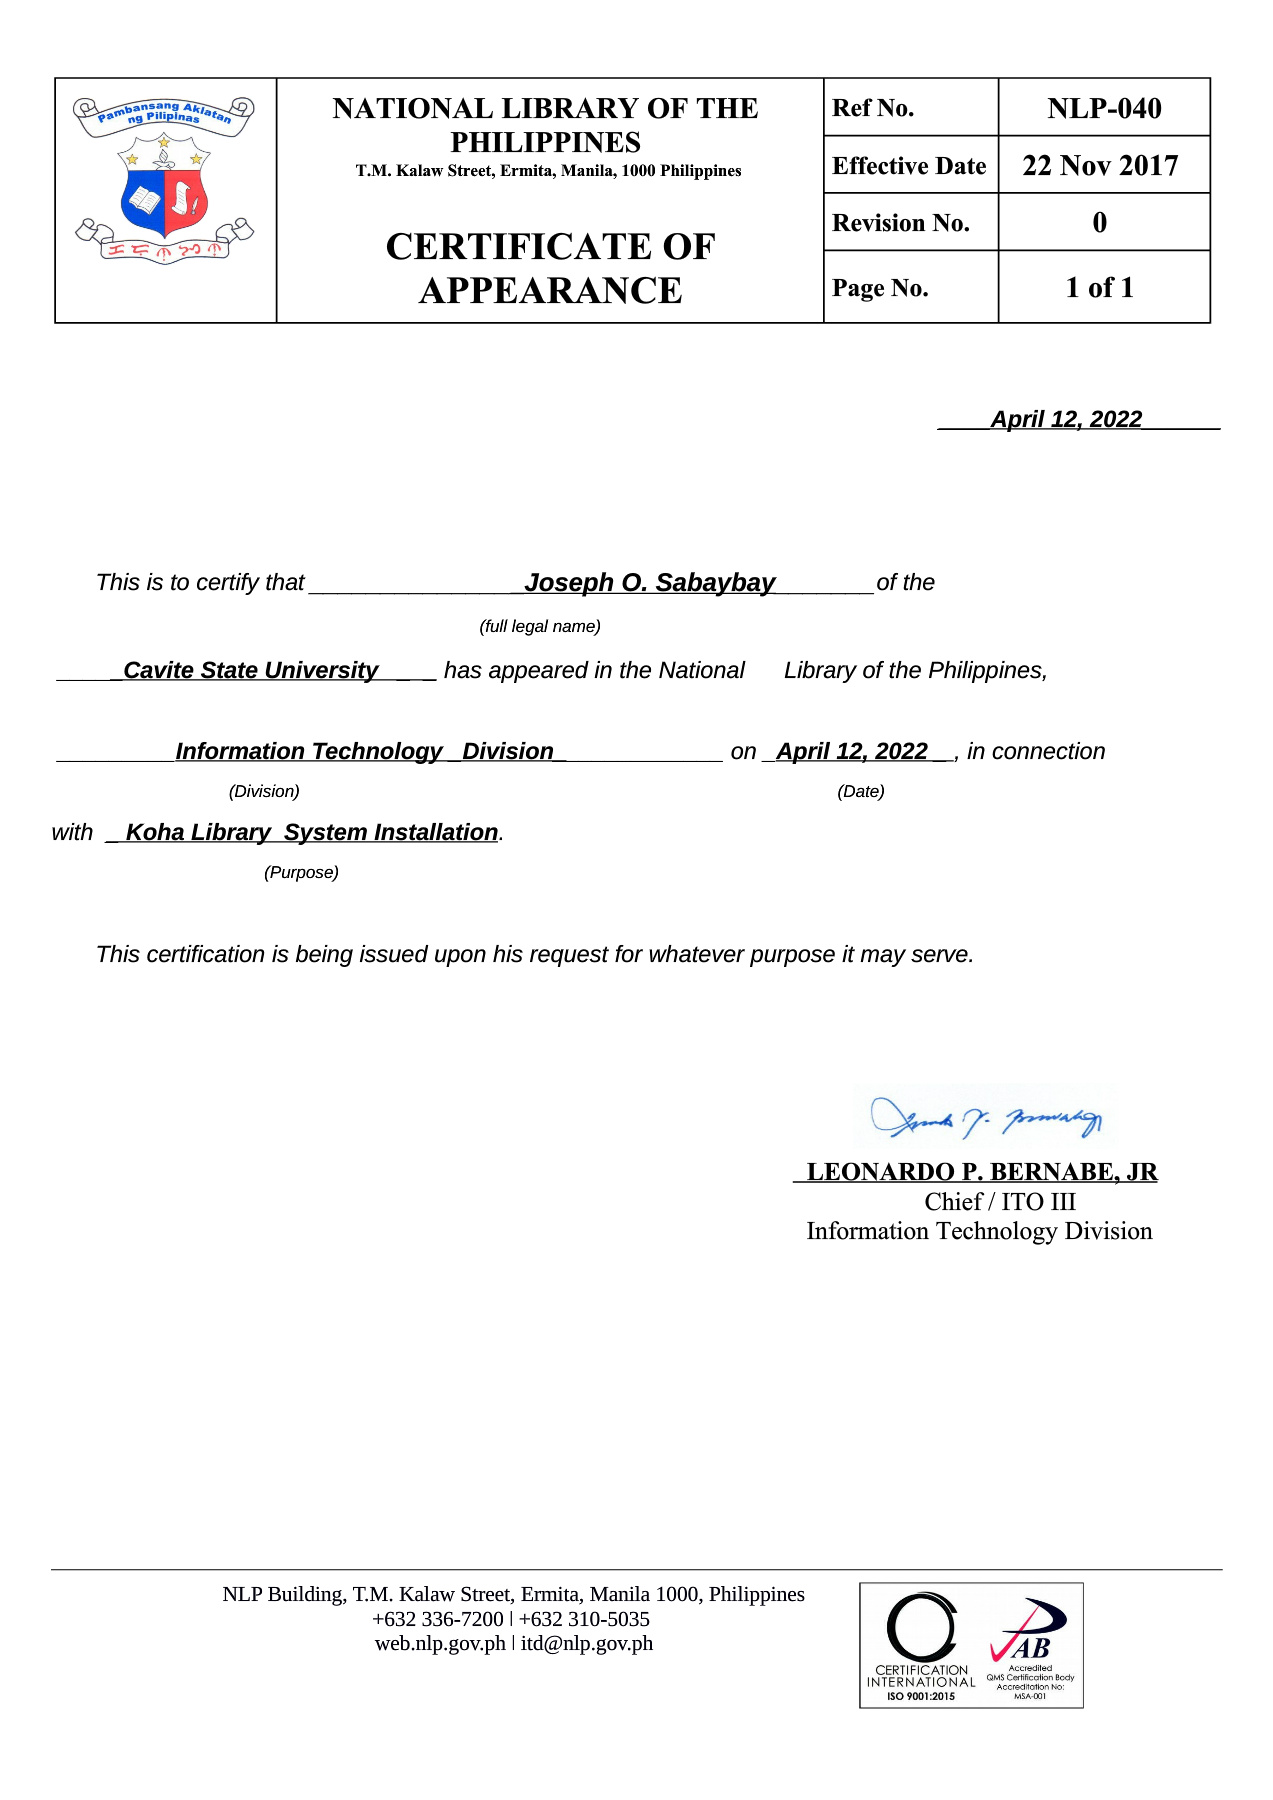 Pambansang Aklatan
ng Pilipinas
NATIONAL LIBRARY OF THE
PHILIPPINES
T.M. Kalaw Street, Ermita, Manila, 1000 Philippines
CERTIFICATE OF
APPEARANCE
Ref No. NLP-040
Effective Date 22 Nov 2017
Revision No. 0
Page No. 1 of 1
April 12, 2022
This is to certify that Joseph O. Sabaybay of the
(full legal name)
Cavite State University has appeared in the National Library of the Philippines,
Information Technology Division on April 12, 2022, in connection
(Division) (Date)
with Koha Library System Installation.
(Purpose)
This certification is being issued upon his request for whatever purpose it may serve.
LEONARDO P. BERNABE, JR
Chief / ITO III
Information Technology Division
NLP Building, T.M. Kalaw Street, Ermita, Manila 1000, Philippines
+632 336-7200 | +632 310-5035
web.nlp.gov.ph | itd@nlp.gov.ph
CERTIFICATION
INTERNATIONAL
ISO 9001:2015
PAB
Accredited
QMS Certification Body
Accreditation No:
MSA-001